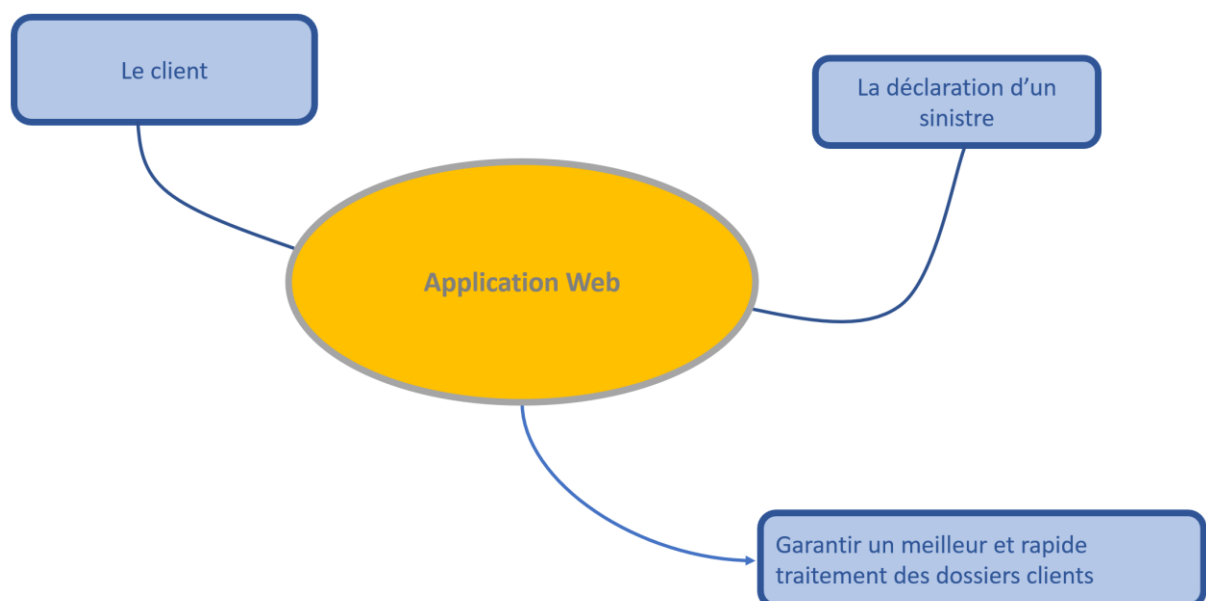 Le client
La déclaration d'un
sinistre
Application Web
Garantir un meilleur et rapide
traitement des dossiers clients